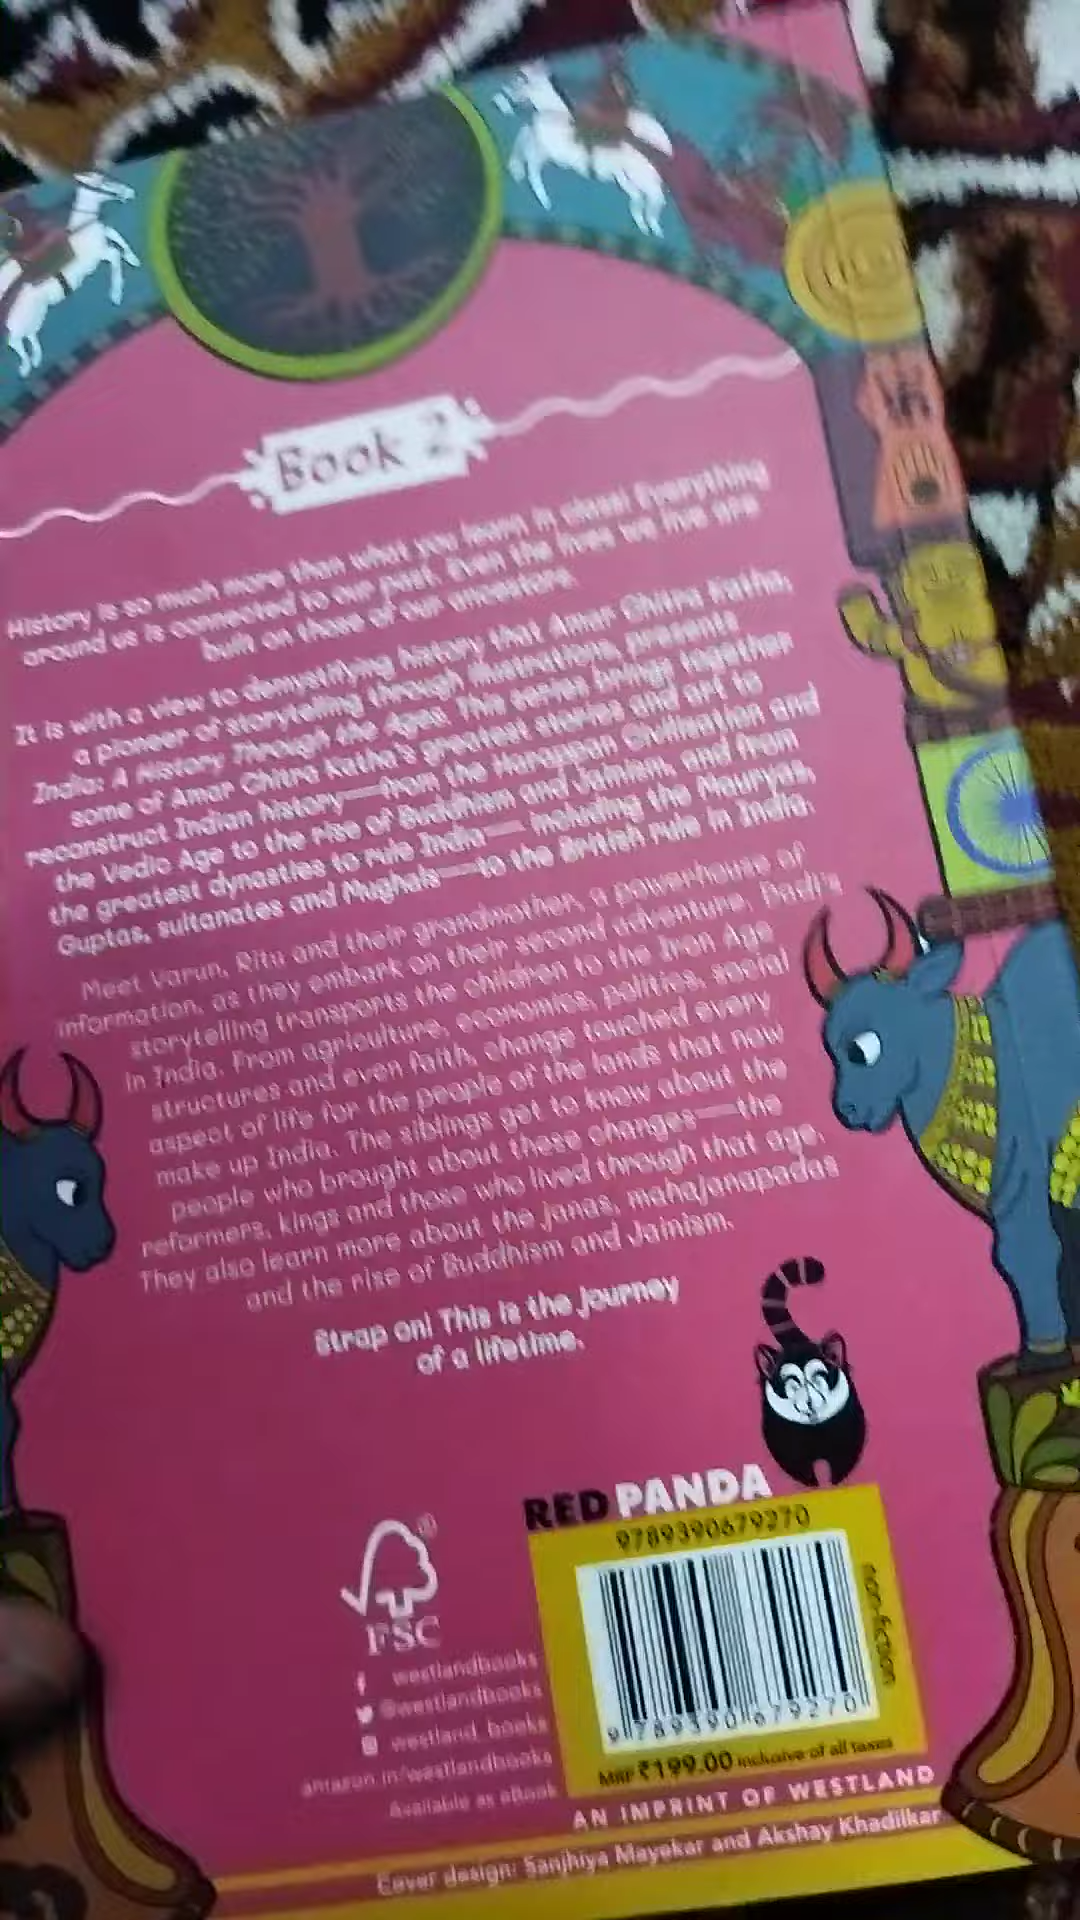 Book 2
History is so much more than what you learn in class! Everything
around us is connected to our past. Even the lives we live are
built on those of our ancestors.
It is with a view to demystifying history that Amar Chitra Katha,
a pioneer of storytelling through illustrations, presents
India: A History Through the Ages. The series brings together
some of Amar Chitra Katha's greatest stories and art to
reconstruct Indian history—from the Harappan Civilisation and
the Vedic Age to the rise of Buddhism and Jainism, and from
the greatest dynasties to rule India— including the Mauryas,
Guptas, sultanates and Mughals—to the British rule in India.
Meet Varun, Ritu and their grandmother, a powerhouse of
information, as they embark on their second adventure. Dadi's
storytelling transports the children to the Iron Age
in India. From agriculture, economics, politics, social
structures and even faith, change touched every
aspect of life for the people of the lands that now
make up India. The siblings get to know about the
people who brought about these changes—the
reformers, kings and those who lived through that age.
They also learn more about the janas, mahajanapadas
and the rise of Buddhism and Jainism.
Strap on! This is the journey
of a lifetime.
RED PANDA
9789390679270
non-fiction
9 789390 679270
MRP ₹199.00 inclusive of all taxes
FSC
westlandbooks
@westlandbooks
westland_books
amazon.in/westlandbooks
Available as eBook
AN IMPRINT OF WESTLAND
Cover design: Sanjhiya Mayekar and Akshay Khadilkar